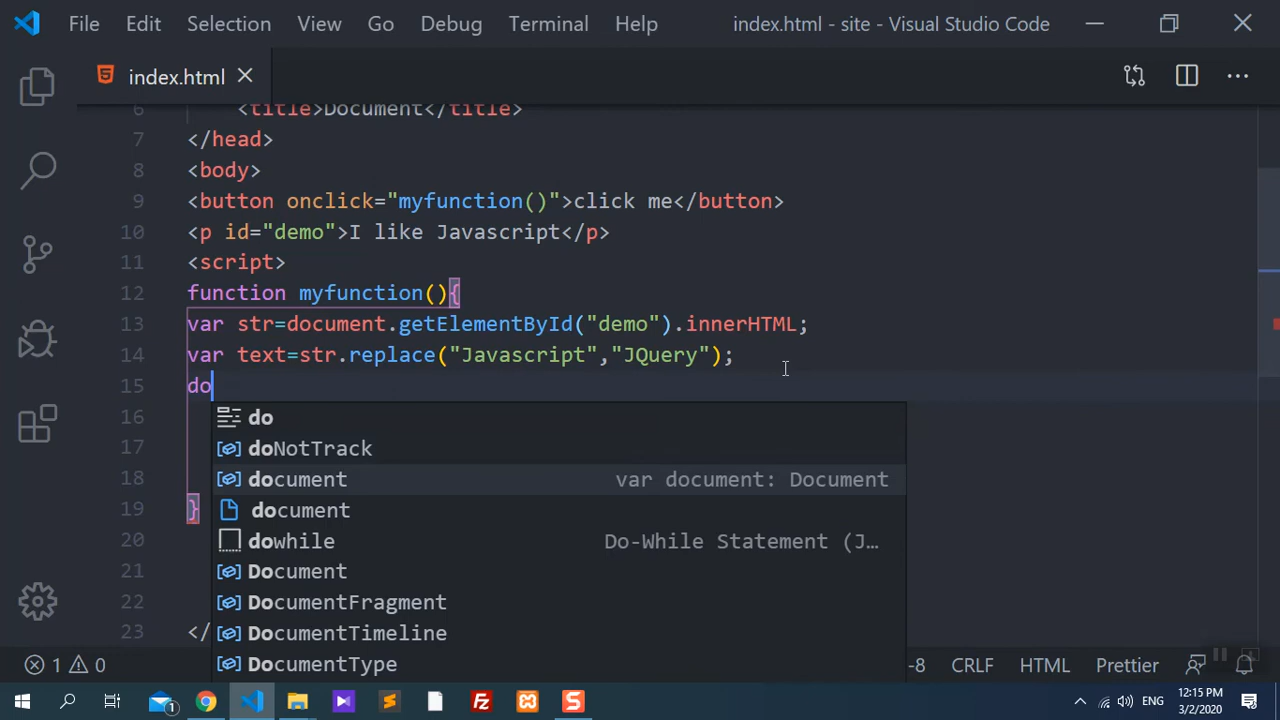 File Edit Selection View Go Debug Terminal Help index.html - site - Visual Studio Code
index.html
6 <title>Document</title>
7 </head>
8 <body>
9 <button onclick="myfunction()">click me</button>
10 <p id="demo">I like Javascript</p>
11 <script>
12 function myfunction(){
13 var str=document.getElementById("demo").innerHTML;
14 var text=str.replace("Javascript","JQuery");
15 do
16 do
17 doNotTrack
18 document var document: Document
document
19 }
20 dowhile Do-While Statement (J…
21 Document
22 DocumentFragment
23 </ DocumentTimeline
DocumentType
1 0 -8 CRLF HTML Prettier
1 ENG 12:15 PM
3/2/2020